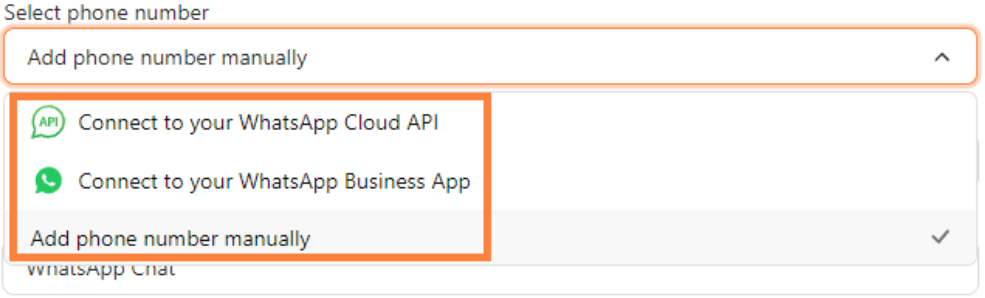 Select phone number
Add phone number manually
API Connect to your WhatsApp Cloud API
Connect to your WhatsApp Business App
Add phone number manually
WhatsApp Chat